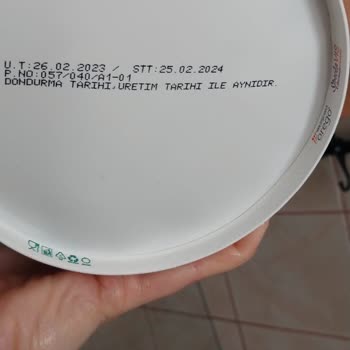 U.T:26.02.2023 / STT:25.02.2024
P.NO:057/040/A1-01
DONDURMA TARIHI,URETIM TARIHI ILE AYNIDIR.